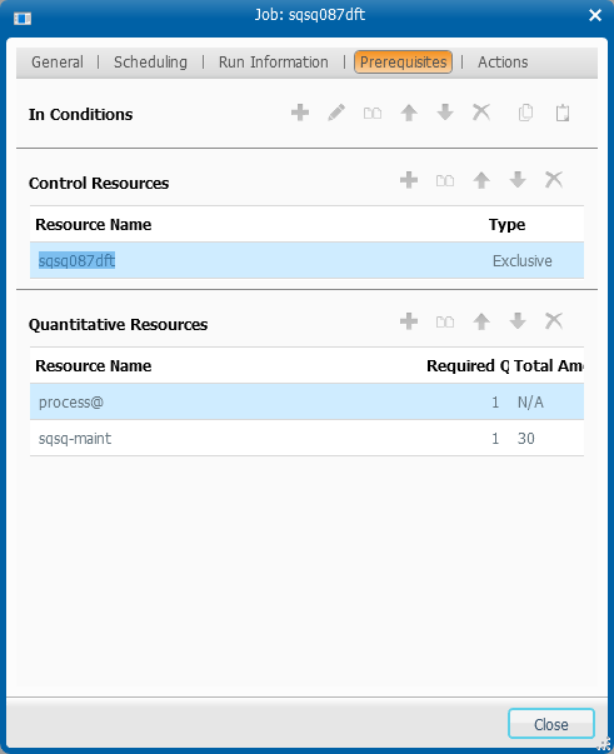 Job: sqsq087dft
General | Scheduling | Run Information | Prerequisites | Actions
In Conditions
Control Resources
Resource Name Type
sqsq087dft Exclusive
Quantitative Resources
Resource Name Required Q Total Am
process@ 1 N/A
sqsq-maint 1 30
Close